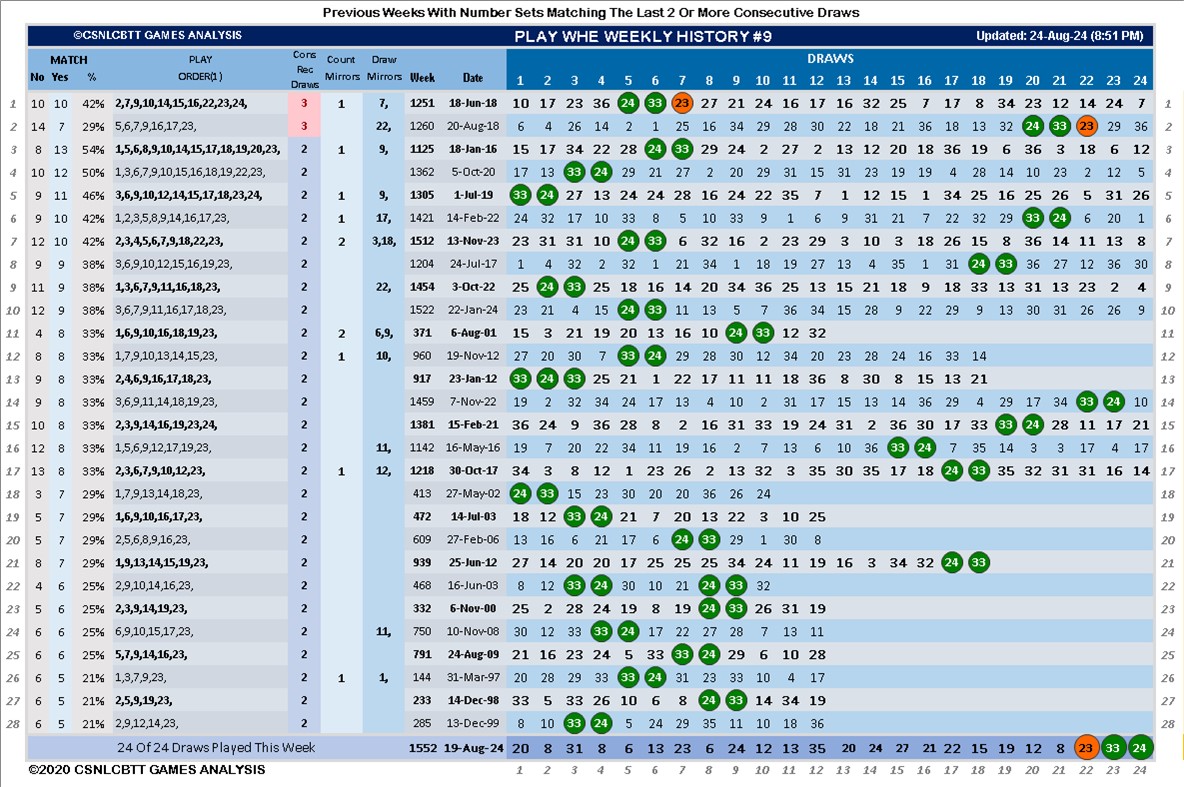 Previous Weeks With Number Sets Matching The Last 2 Or More Consecutive Draws
©CSNLCBTT GAMES ANALYSIS PLAY WHE WEEKLY HISTORY #9 Updated: 24-Aug-24 (8:51 PM)
MATCH PLAY Cons Count Draw DRAWS
No Yes % ORDER(1) Rec Draws Mirrors Mirrors Week Date 1 2 3 4 5 6 7 8 9 10 11 12 13 14 15 16 17 18 19 20 21 22 23 24
1 10 10 42% 2,7,9,10,14,15,16,22,23,24, 3 1 7, 1251 18-Jun-18 10 17 23 36 24 33 23 27 21 24 16 17 16 32 25 7 17 8 34 23 12 14 24 7 1
2 14 7 29% 5,6,7,9,16,17,23, 3 22, 1260 20-Aug-18 6 4 26 14 2 1 25 16 34 29 28 30 22 18 21 36 18 13 32 24 33 23 29 36 2
3 8 13 54% 1,5,6,8,9,10,14,15,17,18,19,20,23, 2 1 9, 1125 18-Jan-16 15 17 34 22 28 33 24 29 24 2 27 2 13 12 20 18 36 19 6 36 3 18 6 12 3
4 10 12 50% 1,3,6,7,9,10,15,16,18,19,22,23, 2 1362 5-Oct-20 17 13 33 24 29 21 27 2 20 29 31 15 31 23 19 19 4 28 14 10 23 2 12 5 4
5 9 11 46% 3,6,9,10,12,14,15,17,18,23,24, 2 1 9, 1305 1-Jul-19 33 24 27 13 24 24 28 16 24 22 35 7 1 12 15 1 34 25 16 25 26 5 31 26 5
6 9 10 42% 1,2,3,5,8,9,14,16,17,23, 2 1 17, 1421 14-Feb-22 24 32 17 10 33 8 5 10 33 9 1 6 9 31 21 7 22 32 29 33 24 6 20 1 6
7 12 10 42% 2,3,4,5,6,7,9,18,22,23, 2 2 3,18, 1512 13-Nov-23 23 31 31 10 24 33 6 32 16 2 23 29 3 10 3 18 26 15 8 36 14 11 13 8 7
8 9 9 38% 3,6,9,10,12,15,16,19,23, 2 1204 24-Jul-17 1 4 32 2 32 1 21 34 1 18 19 27 13 4 35 1 31 24 33 36 27 12 36 30 8
9 11 9 38% 1,3,6,7,9,11,16,18,23, 2 22, 1454 3-Oct-22 25 24 33 25 18 16 14 20 34 36 25 13 15 21 18 9 18 33 13 31 13 23 2 4 9
10 12 9 38% 3,6,7,9,11,16,17,18,23, 2 1522 22-Jan-24 23 21 4 15 24 33 11 13 5 7 36 34 15 28 9 22 29 9 13 30 31 26 26 9 10
11 4 8 33% 1,6,9,10,16,18,19,23, 2 2 6,9, 371 6-Aug-01 15 3 21 19 20 13 16 10 24 33 12 32 11
12 8 8 33% 1,7,9,10,13,14,15,23, 2 1 10, 960 19-Nov-12 27 20 30 7 33 24 29 28 30 12 34 20 23 28 24 16 33 14 12
13 9 8 33% 2,4,6,9,16,17,18,23, 2 917 23-Jan-12 33 24 33 25 21 1 22 17 11 11 18 36 8 30 8 15 13 21 13
14 9 8 33% 3,6,9,11,14,18,19,23, 2 1459 7-Nov-22 19 2 32 34 24 17 13 4 10 2 31 17 15 13 14 36 29 4 29 17 34 33 24 10 14
15 10 8 33% 2,3,9,14,16,19,23,24, 2 1381 15-Feb-21 36 24 9 36 28 8 2 16 31 33 19 24 31 2 36 30 17 33 33 24 28 11 17 21 15
16 12 8 33% 1,5,6,9,12,17,19,23, 2 11, 1142 16-May-16 19 7 20 22 34 11 19 16 2 7 13 6 10 36 33 24 7 35 14 3 3 17 4 17 16
17 13 8 33% 2,3,6,7,9,10,12,23, 2 1 12, 1218 30-Oct-17 34 3 8 12 1 23 26 2 13 32 3 35 30 35 17 18 24 33 35 32 31 31 16 14 17
18 3 7 29% 1,7,9,13,14,18,23, 2 413 27-May-02 24 33 15 23 30 20 20 36 26 24 18
19 5 7 29% 1,6,9,10,16,17,23, 2 472 14-Jul-03 18 12 33 24 21 7 20 13 22 3 10 25 19
20 5 7 29% 2,5,6,8,9,16,23, 2 609 27-Feb-06 13 16 6 21 17 6 24 33 29 1 30 8 20
21 8 7 29% 1,9,13,14,15,19,23, 2 939 25-Jun-12 27 14 20 20 17 25 25 25 34 24 11 19 16 3 34 32 24 33 21
22 4 6 25% 2,9,10,14,16,23, 2 468 16-Jun-03 8 12 33 24 30 10 21 24 33 32 22
23 5 6 25% 2,3,9,14,19,23, 2 332 6-Nov-00 25 2 28 24 19 8 19 24 33 26 31 19 23
24 6 6 25% 6,9,10,15,17,23, 2 11, 750 10-Nov-08 30 12 33 33 24 17 22 27 28 7 13 11 24
25 6 6 25% 5,7,9,14,16,23, 2 791 24-Aug-09 21 16 23 24 5 33 33 24 29 6 10 28 25
26 6 5 21% 1,3,7,9,23, 2 1 1, 144 31-Mar-97 20 28 29 33 33 24 31 23 33 10 4 17 26
27 6 5 21% 2,5,9,19,23, 2 233 14-Dec-98 33 5 33 26 10 6 8 24 33 14 34 19 27
28 6 5 21% 2,9,12,14,23, 2 285 13-Dec-99 8 10 33 24 5 24 29 35 11 10 18 36 28
24 Of 24 Draws Played This Week 1552 19-Aug-24 20 8 31 8 6 13 23 6 24 12 13 35 20 24 27 21 22 15 19 12 8 23 33 24
©2020 CSNLCBTT GAMES ANALYSIS 1 2 3 4 5 6 7 8 9 10 11 12 13 14 15 16 17 18 19 20 21 22 23 24